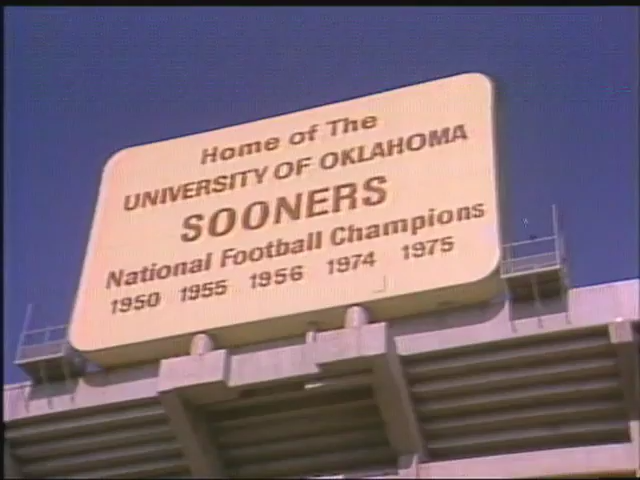 Home of The
UNIVERSITY OF OKLAHOMA
SOONERS
National Football Champions
1950 1955 1956 1974 1975